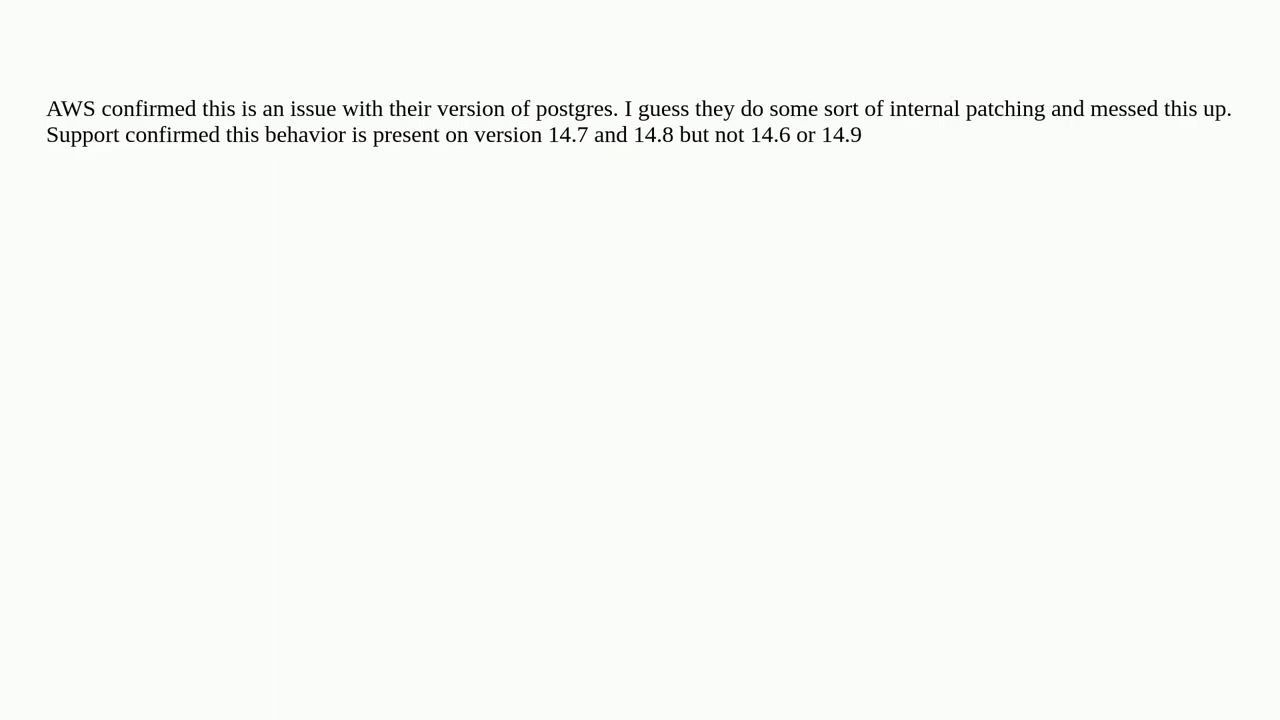 AWS confirmed this is an issue with their version of postgres. I guess they do some sort of internal patching and messed this up.
Support confirmed this behavior is present on version 14.7 and 14.8 but not 14.6 or 14.9